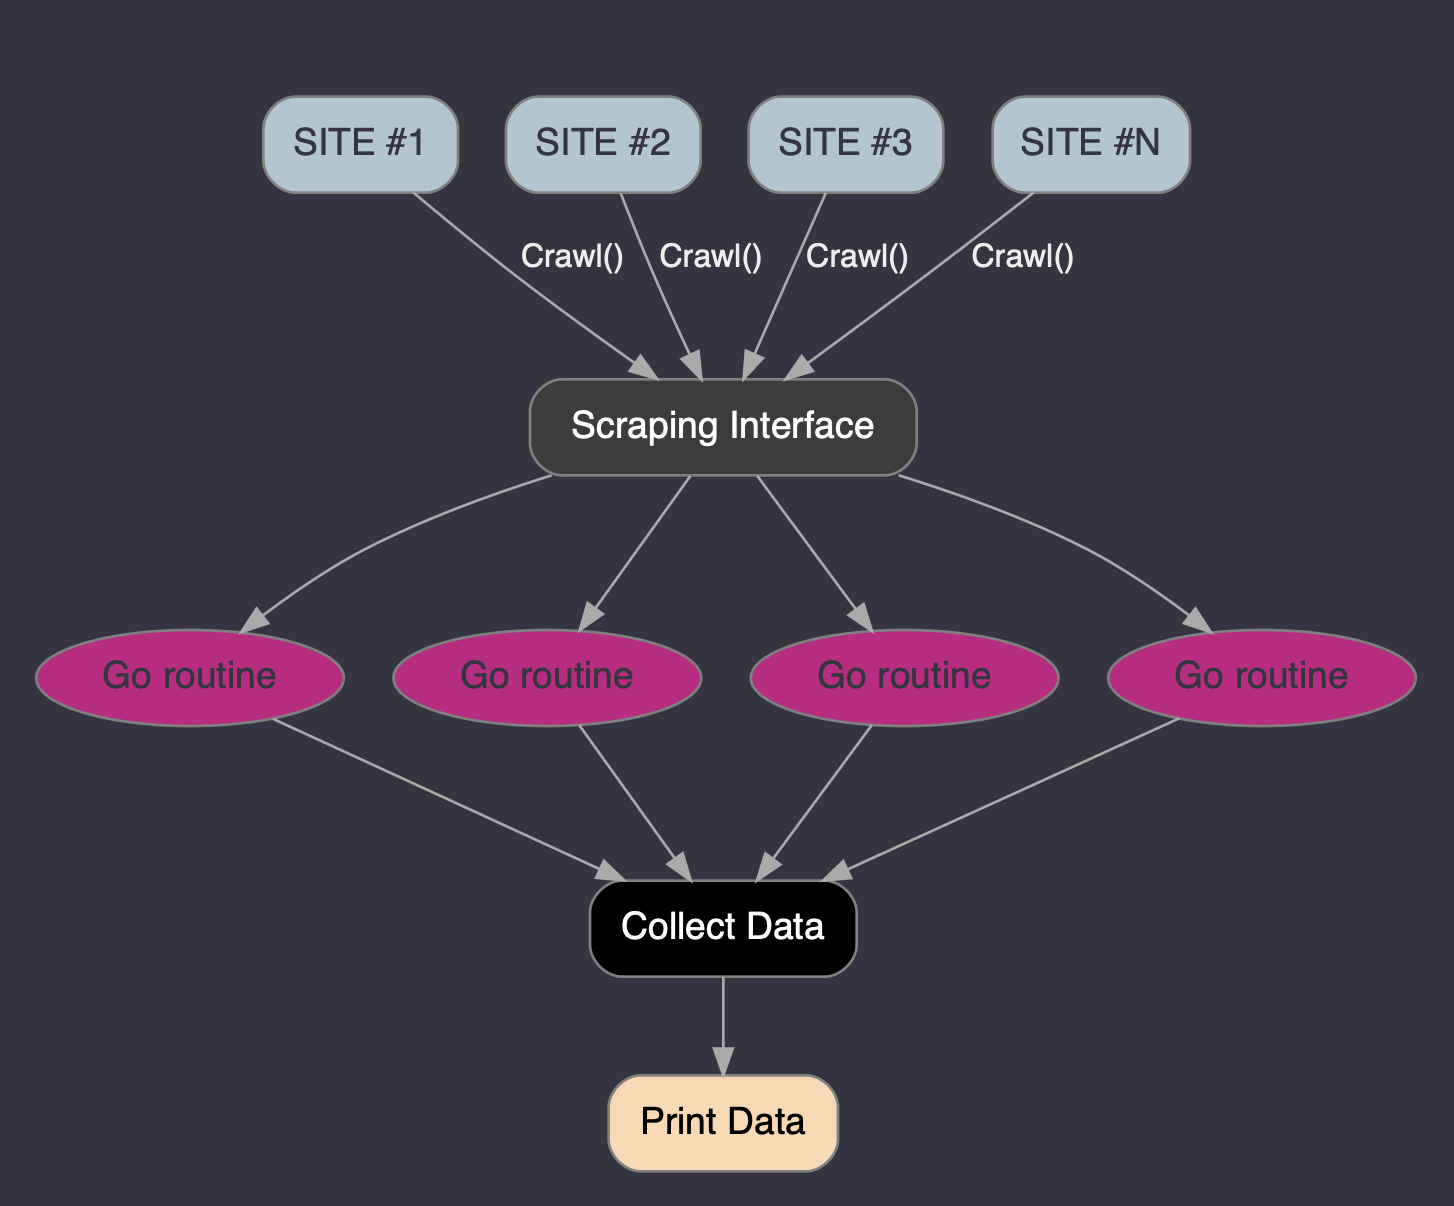 SITE #1
SITE #2
SITE #3
SITE #N
Crawl()
Crawl()
Crawl()
Crawl()
Scraping Interface
Go routine
Go routine
Go routine
Go routine
Collect Data
Print Data